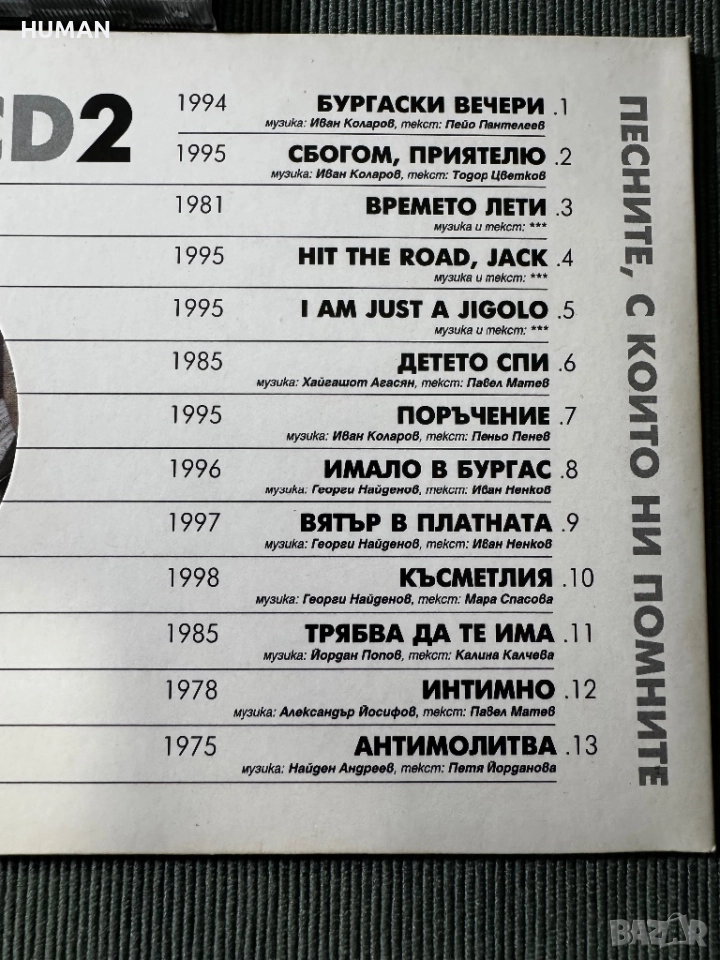 HUMAN
CD2
1994 БУРГАСКИ ВЕЧЕРИ .1
музика: Иван Коларов, текст: Пейо Пантелеев
1995 СБОГОМ, ПРИЯТЕЛЮ .2
музика: Иван Коларов, текст: Тодор Цветков
1981 ВРЕМЕТО ЛЕТИ .3
музика и текст: ***
1995 HIT THE ROAD, JACK .4
музика и текст: ***
1995 I AM JUST A JIGOLO .5
музика и текст: ***
1985 ДЕТЕТО СПИ .6
музика: Хайгашот Агасян, текст: Павел Матев
1995 ПОРЪЧЕНИЕ .7
музика: Иван Коларов, текст: Пеньо Пенев
1996 ИМАЛО В БУРГАС .8
музика: Георги Найденов, текст: Иван Ненков
1997 ВЯТЪР В ПЛАТНАТА .9
музика: Георги Найденов, текст: Иван Ненков
1998 КЪСМЕТЛИЯ .10
музика: Георги Найденов, текст: Мара Спасова
1985 ТРЯБВА ДА ТЕ ИМА .11
музика: Йордан Попов, текст: Калина Калчева
1978 ИНТИМНО .12
музика: Александър Йосифов, текст: Павел Матев
1975 АНТИМОЛИТВА .13
музика: Найден Андреев, текст: Петя Йорданова
ПЕСНИТЕ, С КОИТО НИ ПОМНИТЕ
BAZAR